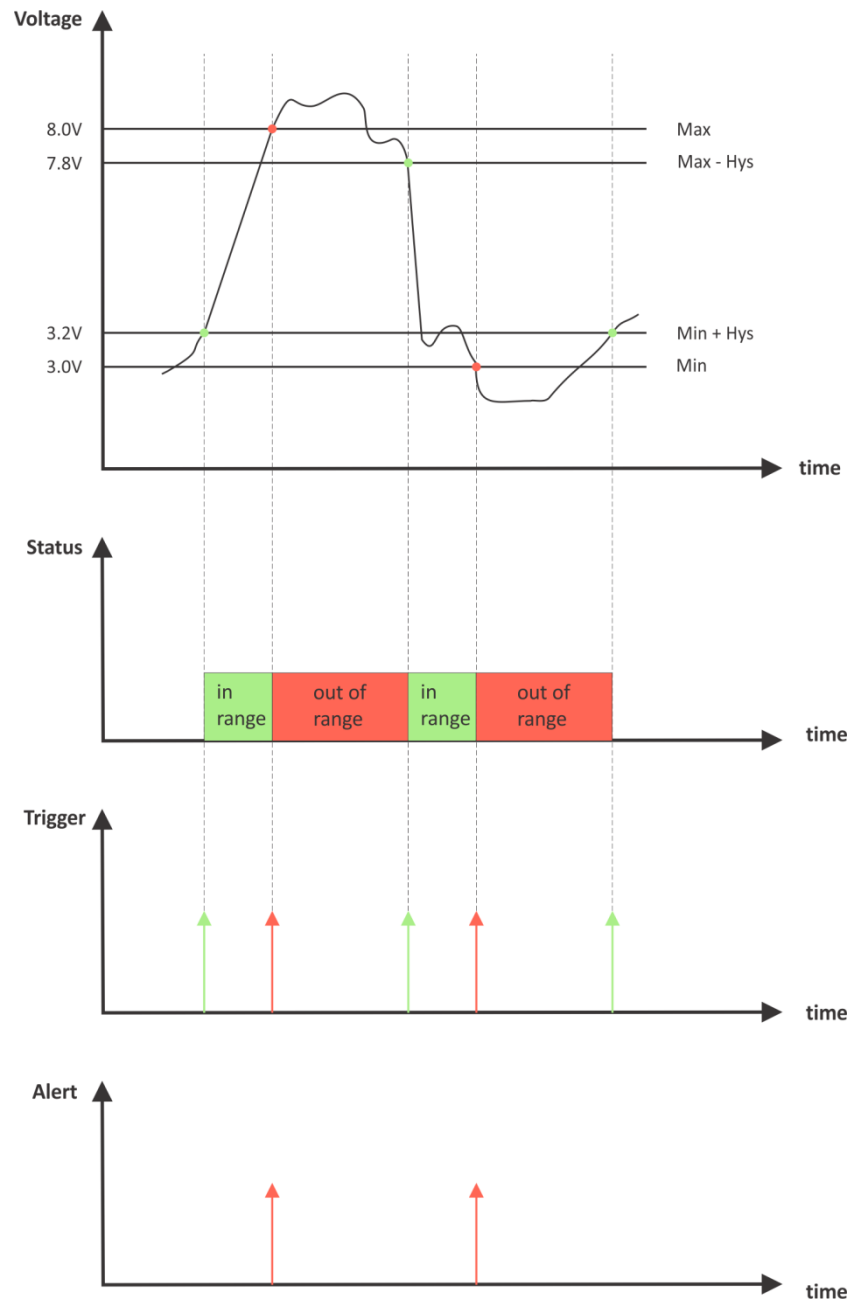 Voltage
8.0V
Max
7.8V
Max - Hys
3.2V
Min + Hys
3.0V
Min
time
Status
in
range
out of
range
in
range
out of
range
time
Trigger
time
Alert
time